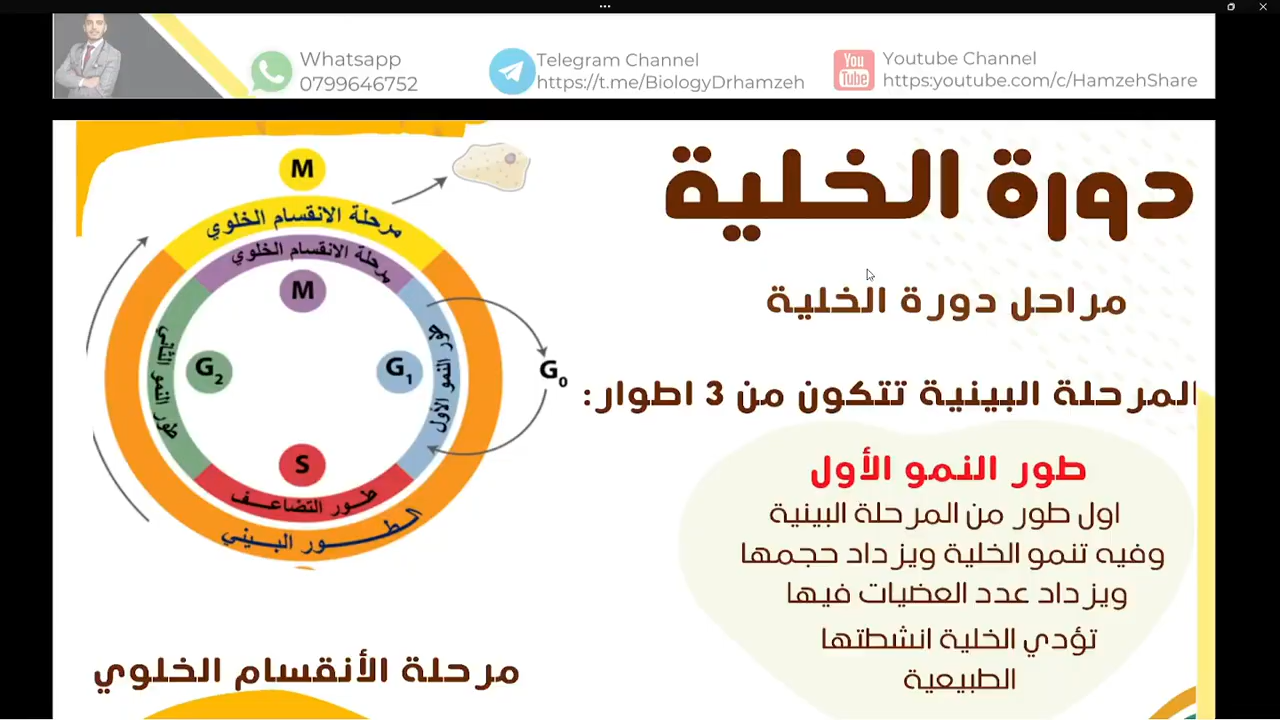 Whatsapp
0799646752
Telegram Channel
https://t.me/BiologyDrhamzeh
You Tube
Youtube Channel
https:youtube.com/c/HamzehShare
دورة الخلية
مراحل دورة الخلية
المرحلة البينية تتكون من 3 اطوار:
طور النمو الأول
اول طور من المرحلة البينية
وفيه تنمو الخلية ويزداد حجمها
ويزداد عدد العضيات فيها
تؤدي الخلية انشطتها
الطبيعية
M
مرحلة الانقسام الخلوي
مرحلة الانقسام الخلوي
M
طور النمو الثاني
G2
G1
طور النمو الأول
G0
S
طور التضاعف
الطور البيني
مرحلة الأنقسام الخلوي